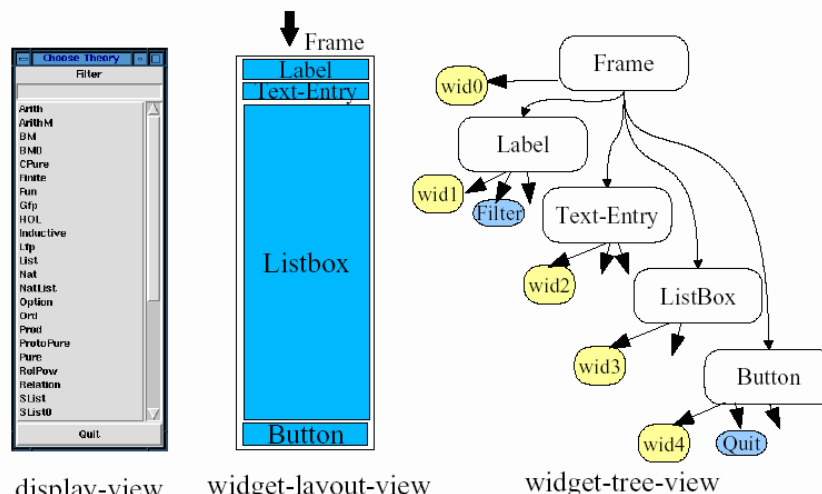 Choose Theory
Filter
Arith
ArithM
BM
BM0
CPure
Finite
Fun
Gfp
HOL
Inductive
Lfp
List
Nat
NatList
Option
Ord
Prod
ProtoPure
Pure
RelPow
Relation
SList
SList0
Quit
display-view
Frame
Label
Text-Entry
Listbox
Button
widget-layout-view
Frame
wid0
Label
wid1
Filter
Text-Entry
wid2
ListBox
wid3
Button
wid4
Quit
widget-tree-view